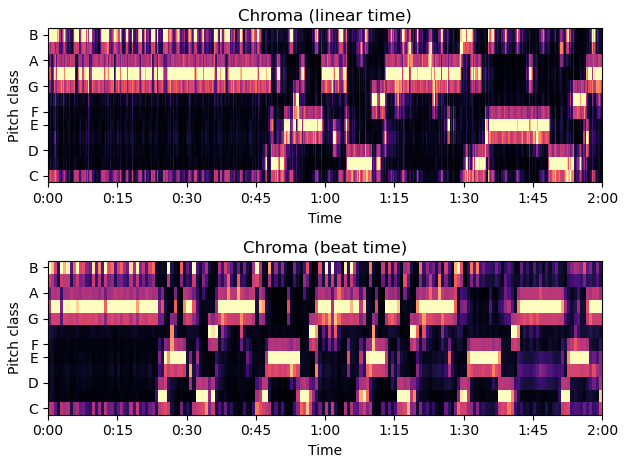 Chroma (linear time)
B
A
G
F
E
D
C
Pitch class
0:00 0:15 0:30 0:45 1:00 1:15 1:30 1:45 2:00
Time
Chroma (beat time)
B
A
G
F
E
D
C
Pitch class
0:00 0:15 0:30 0:45 1:00 1:15 1:30 1:45 2:00
Time